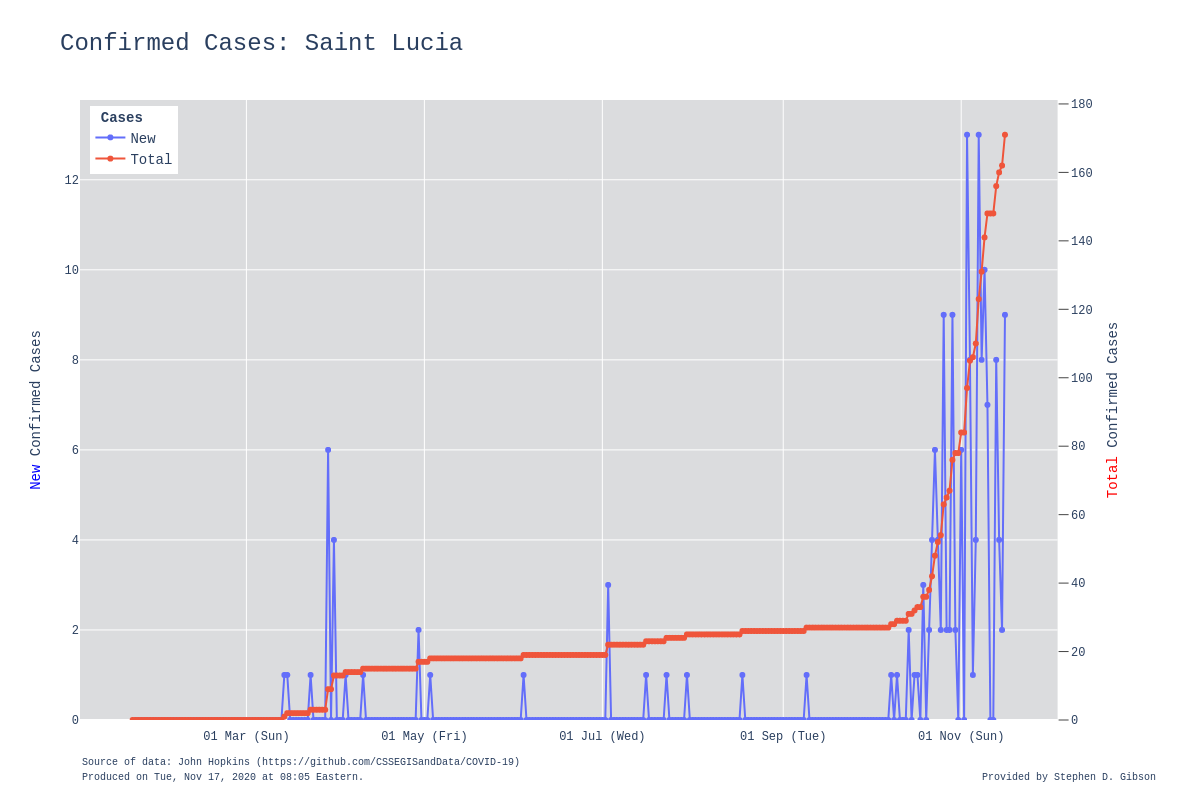 Confirmed Cases: Saint Lucia
Cases
New
Total
12
10
8
6
4
2
0
180
160
140
120
100
80
60
40
20
0
New Confirmed Cases
Total Confirmed Cases
01 Mar (Sun)
01 May (Fri)
01 Jul (Wed)
01 Sep (Tue)
01 Nov (Sun)
Source of data: John Hopkins (https://github.com/CSSEGISandData/COVID-19)
Produced on Tue, Nov 17, 2020 at 08:05 Eastern.
Provided by Stephen D. Gibson